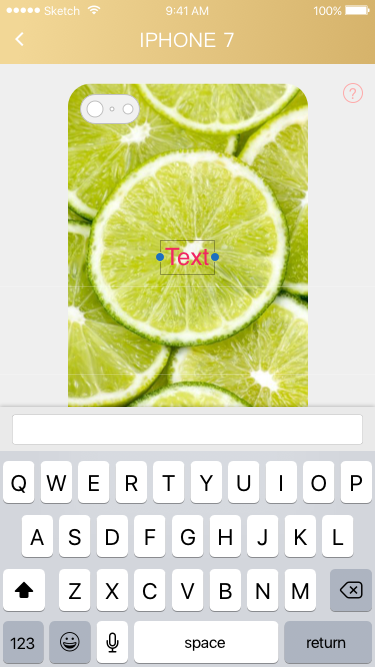 Sketch 9:41 AM 100%
IPHONE 7
?
Text
Q W E R T Y U I O P
A S D F G H J K L
Z X C V B N M
123 space return